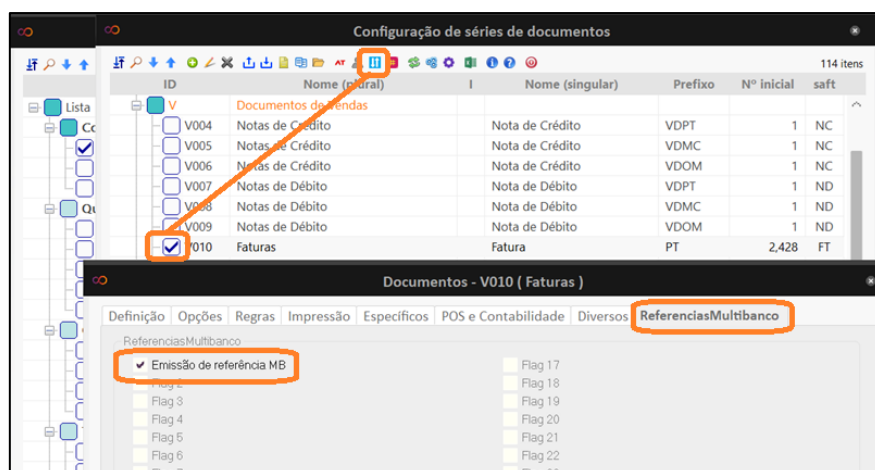 Configuração de séries de documentos
AT
114 itens
ID Nome (plural) I Nome (singular) Prefixo Nº inicial saft
Lista
V Documentos de Vendas
V004 Notas de Crédito Nota de Crédito VDPT 1 NC
V005 Notas de Crédito Nota de Crédito VDMC 1 NC
V006 Notas de Crédito Nota de Crédito VDOM 1 NC
V007 Notas de Débito Nota de Débito VDPT 1 ND
V008 Notas de Débito Nota de Débito VDMC 1 ND
V009 Notas de Débito Nota de Débito VDOM 1 ND
V010 Faturas Fatura PT 2,428 FT
Documentos - V010 ( Faturas )
Definição Opções Regras Impressão Específicos POS e Contabilidade Diversos ReferenciasMultibanco
ReferenciasMultibanco
Emissão de referência MB Flag 17
Flag 2 Flag 18
Flag 3 Flag 19
Flag 4 Flag 20
Flag 5 Flag 21
Flag 6 Flag 22